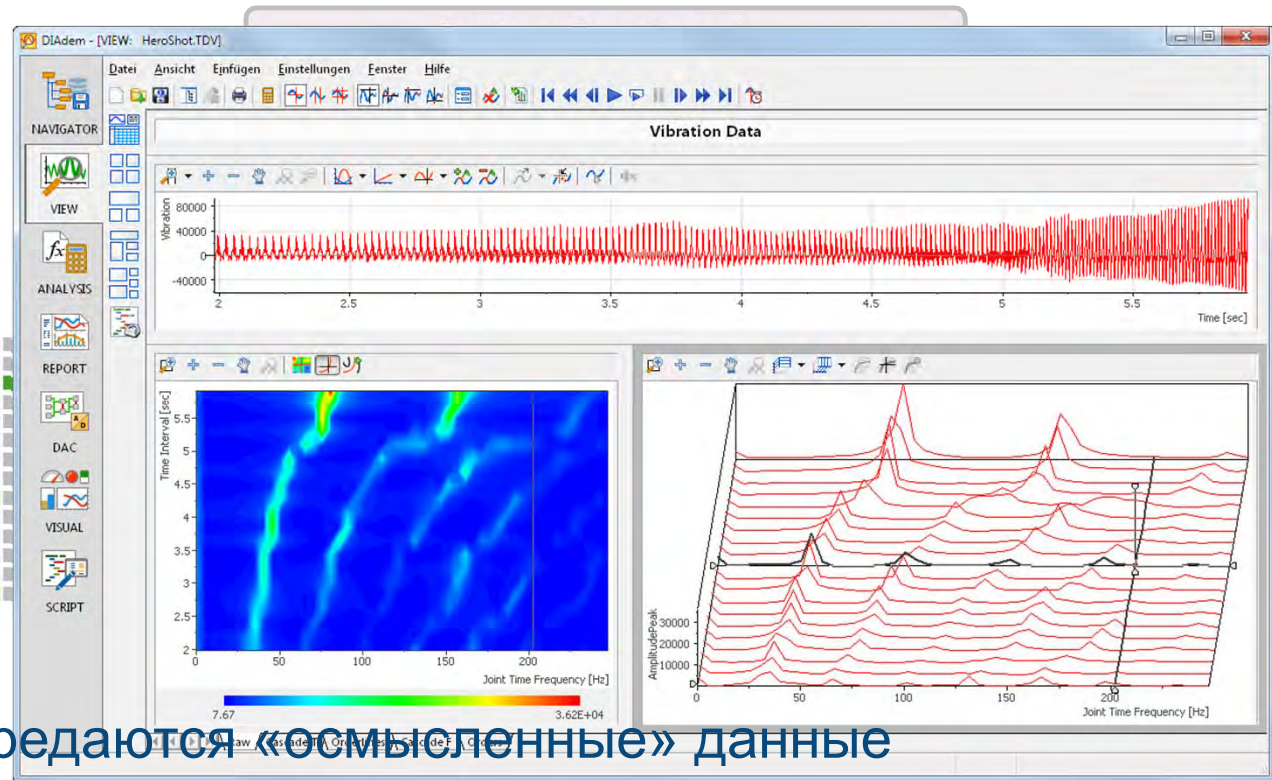 DIAdem - [VIEW: HeroShot.TDV]
Datei Ansicht Einfügen Einstellungen Fenster Hilfe
NAVIGATOR
VIEW
ANALYSIS
REPORT
DAC
VISUAL
SCRIPT
Vibration Data
Vibration
80000
40000
0
-40000
2 2.5 3 3.5 4 4.5 5 5.5
Time [sec]
Time Interval [sec]
5.5
5
4.5
4
3.5
3
2.5
2
0 50 100 150 200
Joint Time Frequency [Hz]
7.67 3.62E+04
AmplitudePeak
30000
20000
10000
0
0 50 100 150 200
Joint Time Frequency [Hz]
редаются «осмысленные» данные